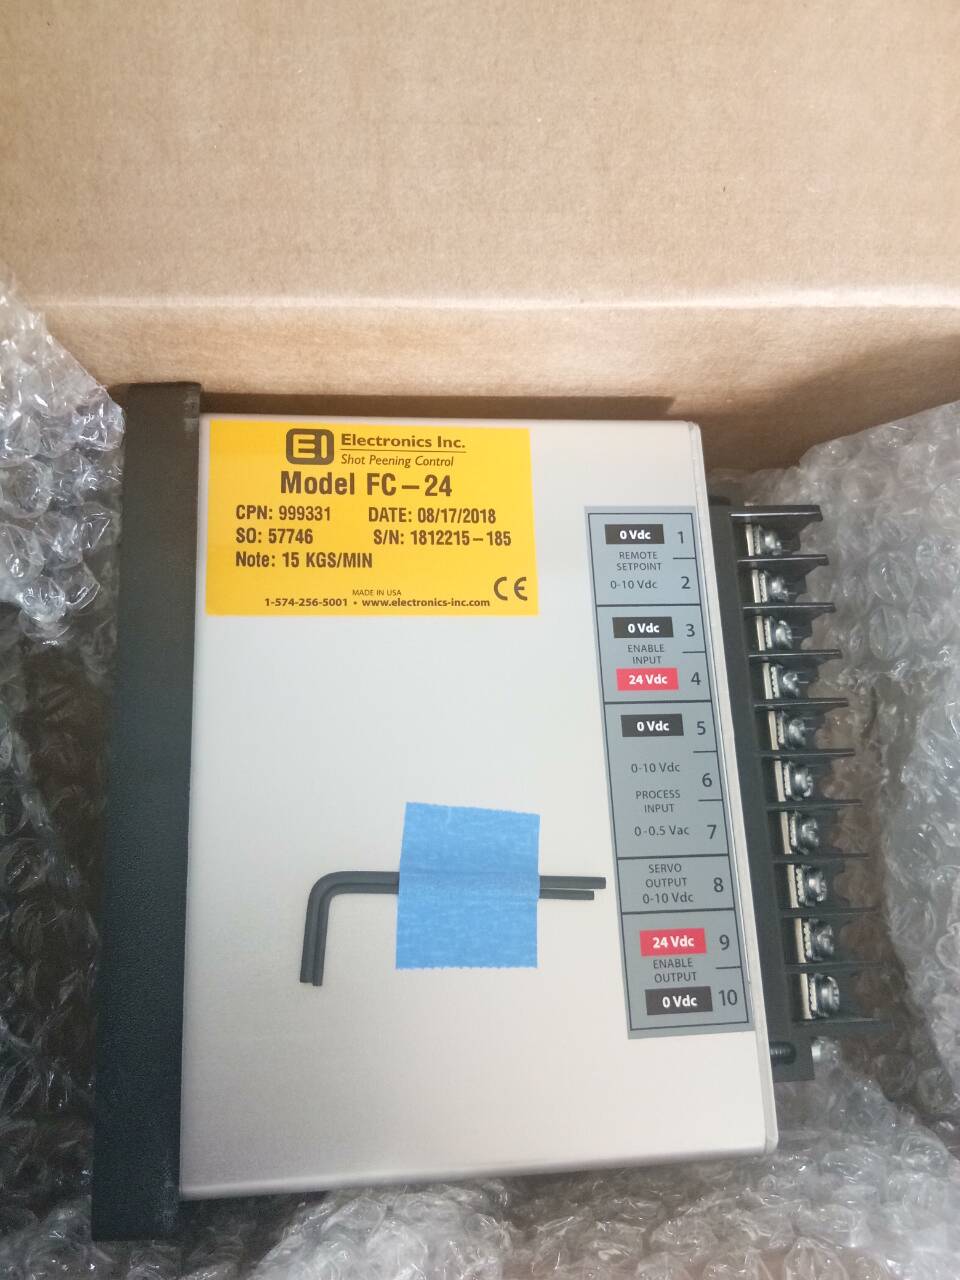 EI Electronics Inc.
Shot Peening Control
Model FC-24
CPN: 999331 DATE: 08/17/2018
SO: 57746 S/N: 1812215-185
Note: 15 KGS/MIN
CE
MADE IN USA
1-574-256-5001 • www.electronics-inc.com
0 Vdc 1
REMOTE
SETPOINT
0-10 Vdc 2
0 Vdc 3
ENABLE
INPUT
24 Vdc 4
0 Vdc 5
0-10 Vdc 6
PROCESS
INPUT
0-0.5 Vac 7
SERVO
OUTPUT 8
0-10 Vdc
24 Vdc 9
ENABLE
OUTPUT
0 Vdc 10